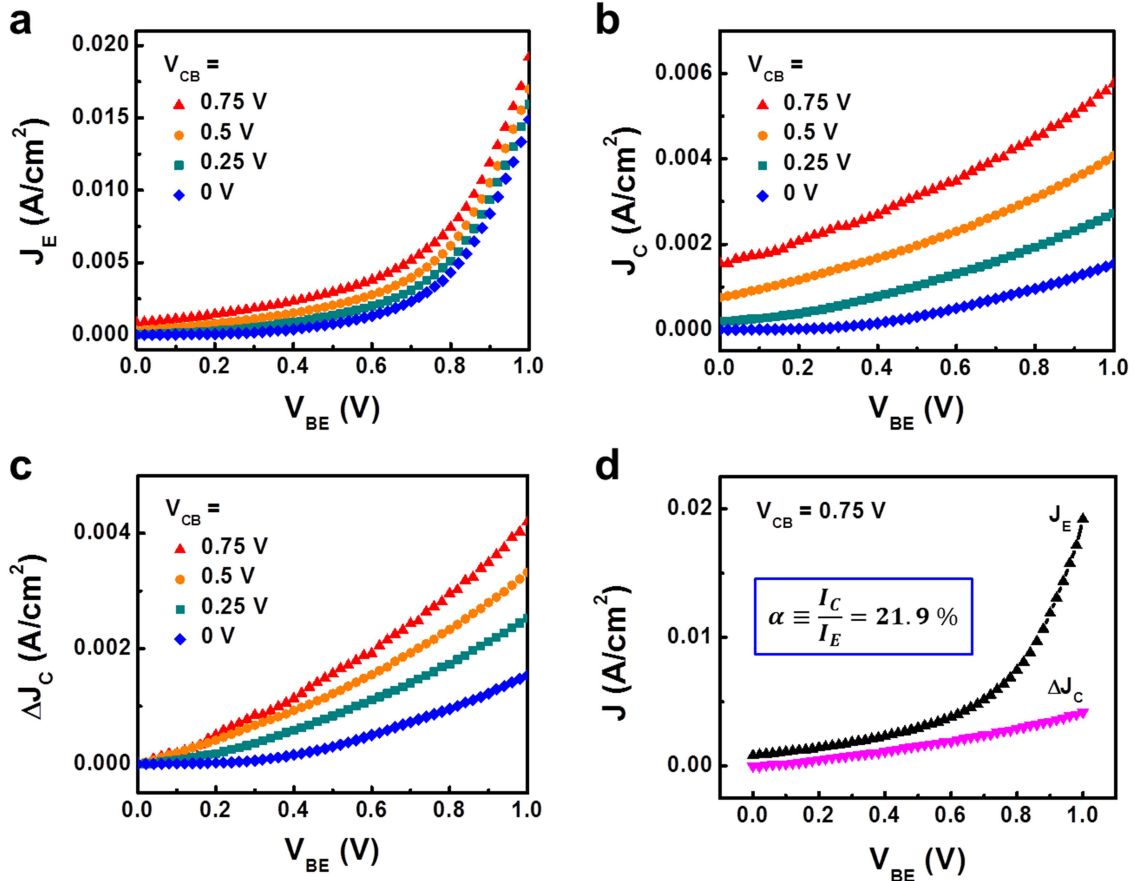 a
0.020
0.015
0.010
0.005
0.000
J_E (A/cm²)
V_CB =
0.75 V
0.5 V
0.25 V
0 V
0.0 0.2 0.4 0.6 0.8 1.0
V_BE (V)
b
0.006
0.004
0.002
0.000
J_C (A/cm²)
V_CB =
0.75 V
0.5 V
0.25 V
0 V
0.0 0.2 0.4 0.6 0.8 1.0
V_BE (V)
c
0.004
0.002
0.000
ΔJ_C (A/cm²)
V_CB =
0.75 V
0.5 V
0.25 V
0 V
0.0 0.2 0.4 0.6 0.8 1.0
V_BE (V)
d
0.02
0.01
0.00
J (A/cm²)
V_CB = 0.75 V
J_E
α ≡ I_C/I_E = 21.9 %
ΔJ_C
0.0 0.2 0.4 0.6 0.8 1.0
V_BE (V)